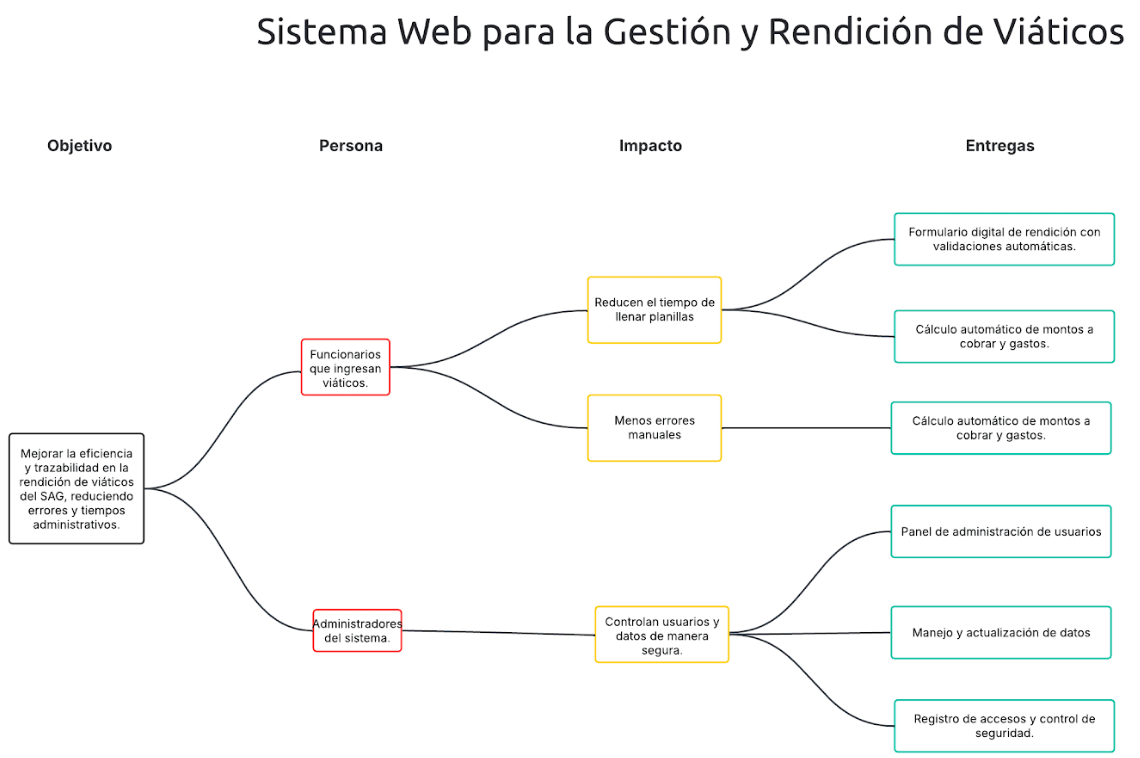 Sistema Web para la Gestión y Rendición de Viáticos
Objetivo
Persona
Impacto
Entregas
Mejorar la eficiencia
y trazabilidad en la
rendición de viáticos
del SAG, reduciendo
errores y tiempos
administrativos.
Funcionarios
que ingresan
viáticos.
Administradores
del sistema.
Reducen el tiempo de
llenar planillas
Menos errores
manuales
Controlan usuarios y
datos de manera
segura.
Formulario digital de rendición con
validaciones automáticas.
Cálculo automático de montos a
cobrar y gastos.
Cálculo automático de montos a
cobrar y gastos.
Panel de administración de usuarios
Manejo y actualización de datos
Registro de accesos y control de
seguridad.